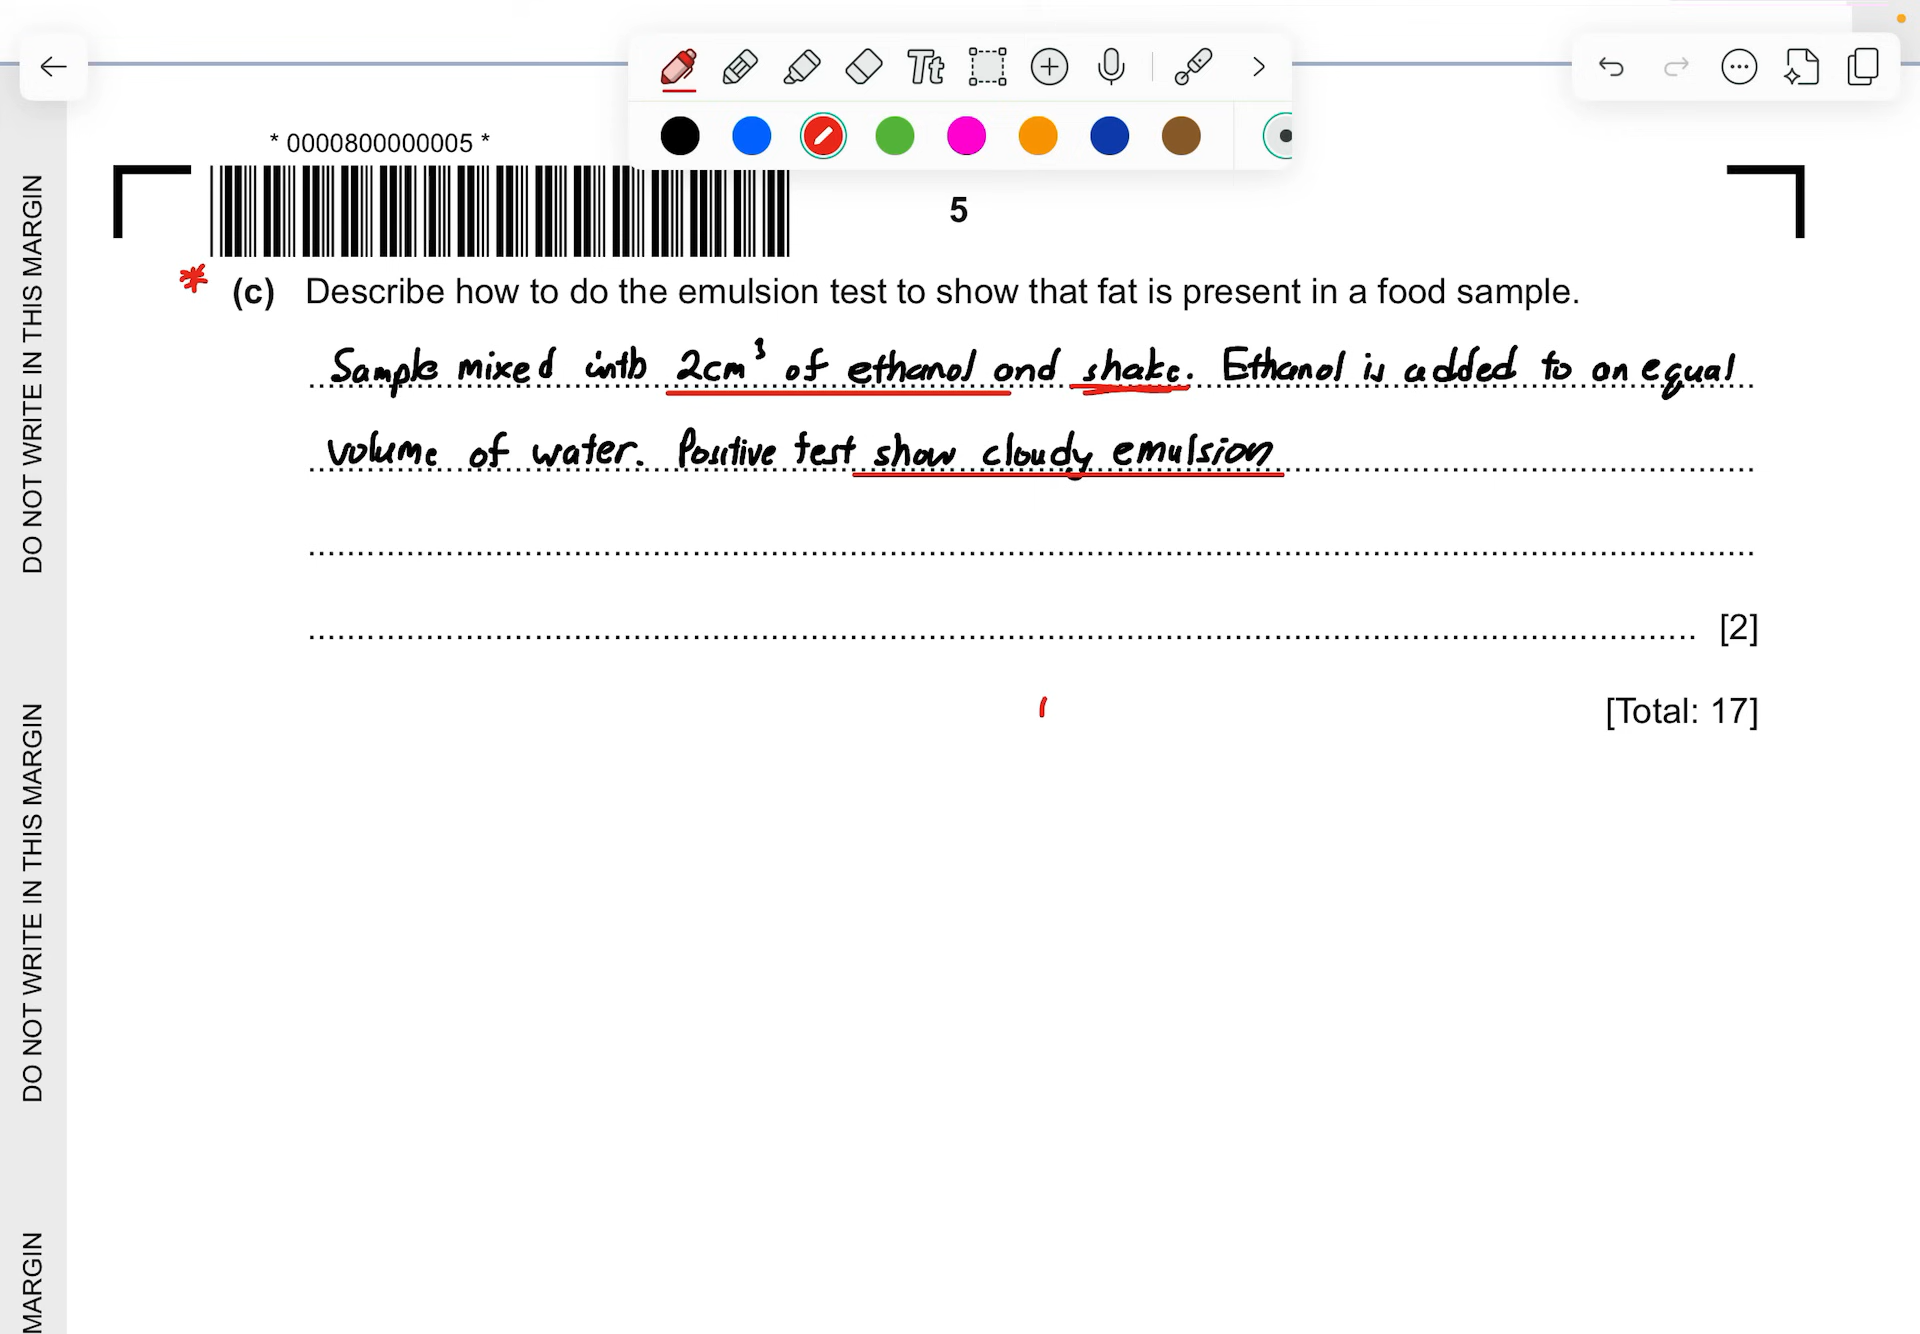 Tt
* 0000800000005 *
5
* (c) Describe how to do the emulsion test to show that fat is present in a food sample.
Sample mixed into 2cm³ of ethanol and shake. Ethanol is added to an equal
volume of water. Positive test show cloudy emulsion
[2]
[Total: 17]
DO NOT WRITE IN THIS MARGIN
DO NOT WRITE IN THIS MARGIN
MARGIN